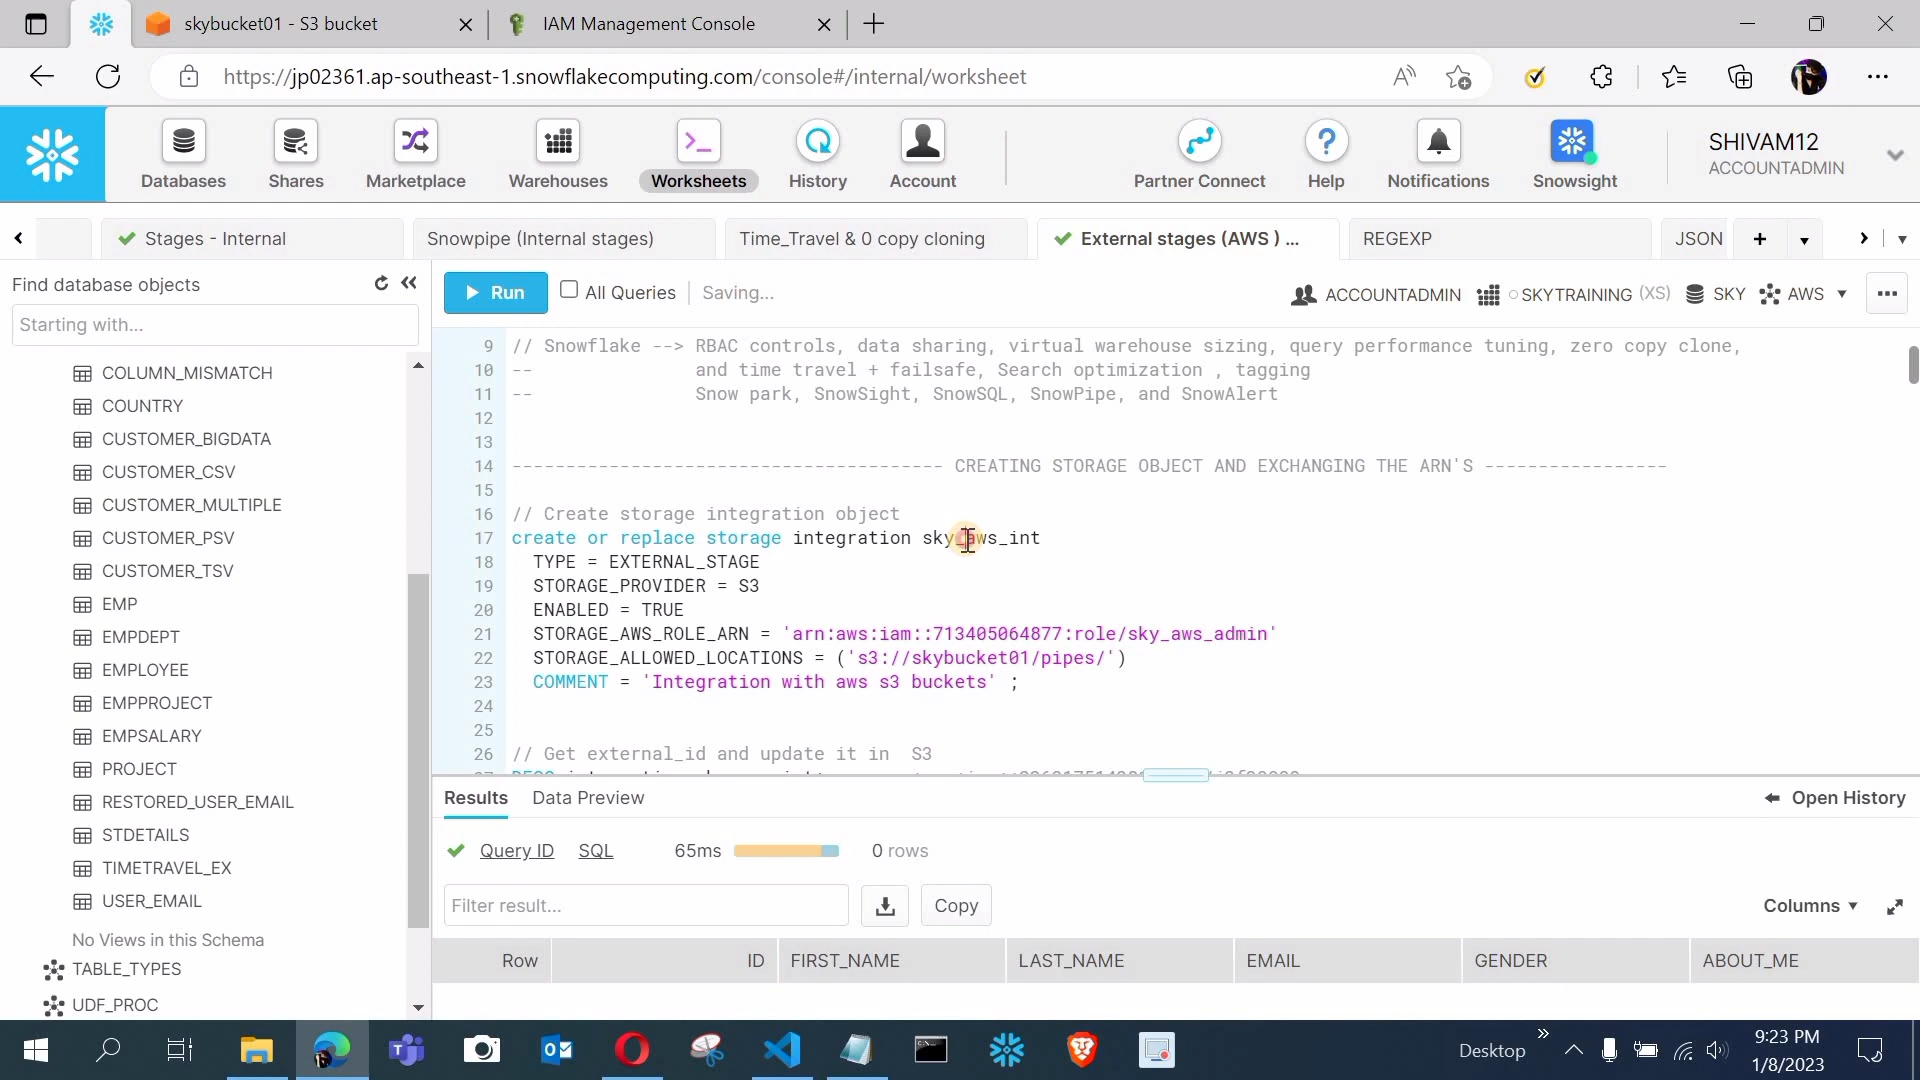 skybucket01 - S3 bucket
IAM Management Console
https://jp02361.ap-southeast-1.snowflakecomputing.com/console#/internal/worksheet
Databases
Shares
Marketplace
Warehouses
Worksheets
History
Account
Partner Connect
Help
Notifications
Snowsight
SHIVAM12
ACCOUNTADMIN
Stages - Internal
Snowpipe (Internal stages)
Time_Travel & 0 copy cloning
External stages (AWS ) ...
REGEXP
JSON
Find database objects
Starting with...
COLUMN_MISMATCH
COUNTRY
CUSTOMER_BIGDATA
CUSTOMER_CSV
CUSTOMER_MULTIPLE
CUSTOMER_PSV
CUSTOMER_TSV
EMP
EMPDEPT
EMPLOYEE
EMPPROJECT
EMPSALARY
PROJECT
RESTORED_USER_EMAIL
STDETAILS
TIMETRAVEL_EX
USER_EMAIL
No Views in this Schema
TABLE_TYPES
UDF_PROC
Run
All Queries
Saving...
ACCOUNTADMIN
SKYTRAINING (XS)
SKY
AWS
9 // Snowflake --> RBAC controls, data sharing, virtual warehouse sizing, query performance tuning, zero copy clone,
10 -- and time travel + failsafe, Search optimization , tagging
11 -- Snow park, SnowSight, SnowSQL, SnowPipe, and SnowAlert
12
13
14 ---------------------------------------- CREATING STORAGE OBJECT AND EXCHANGING THE ARN'S -----------------
15
16 // Create storage integration object
17 create or replace storage integration sky_aws_int
18 TYPE = EXTERNAL_STAGE
19 STORAGE_PROVIDER = S3
20 ENABLED = TRUE
21 STORAGE_AWS_ROLE_ARN = 'arn:aws:iam::713405064877:role/sky_aws_admin'
22 STORAGE_ALLOWED_LOCATIONS = ('s3://skybucket01/pipes/')
23 COMMENT = 'Integration with aws s3 buckets' ;
24
25
26 // Get external_id and update it in S3
Results
Data Preview
Open History
Query ID
SQL
65ms
0 rows
Filter result...
Copy
Columns
Row
ID
FIRST_NAME
LAST_NAME
EMAIL
GENDER
ABOUT_ME
Desktop
9:23 PM
1/8/2023